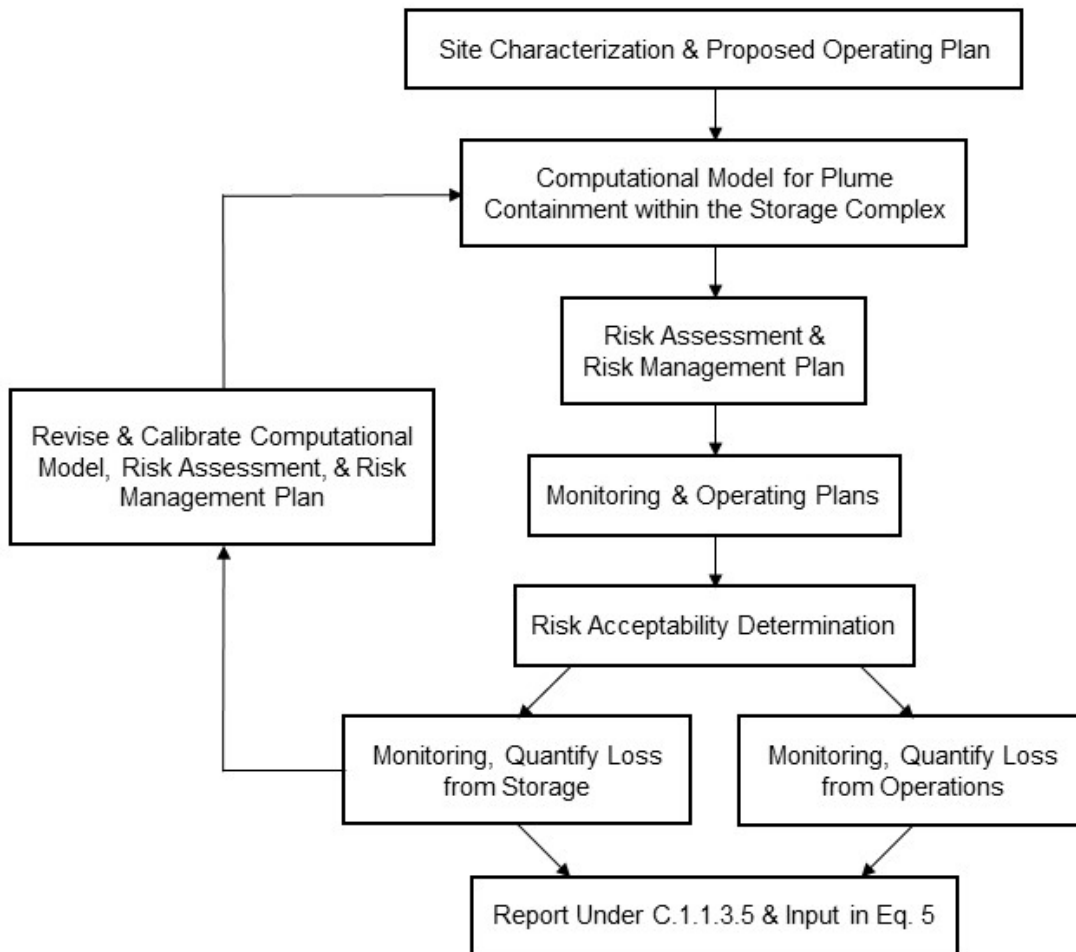 Site Characterization & Proposed Operating Plan
Computational Model for Plume
Containment within the Storage Complex
Risk Assessment &
Risk Management Plan
Revise & Calibrate Computational
Model, Risk Assessment, & Risk
Management Plan
Monitoring & Operating Plans
Risk Acceptability Determination
Monitoring, Quantify Loss
from Storage
Monitoring, Quantify Loss
from Operations
Report Under C.1.1.3.5 & Input in Eq. 5